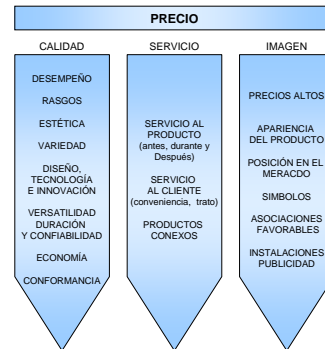 PRECIO
CALIDAD
DESEMPEÑO
RASGOS
ESTÉTICA
VARIEDAD
DISEÑO,
TECNOLOGÍA
E INNOVACIÓN
VERSATILIDAD
DURACIÓN
Y CONFIABILIDAD
ECONOMÍA
CONFORMANCIA
SERVICIO
SERVICIO AL
PRODUCTO
(antes, durante y
Después)
SERVICIO
AL CLIENTE
(conveniencia, trato)
PRODUCTOS
CONEXOS
IMAGEN
PRECIOS ALTOS
APARIENCIA
DEL PRODUCTO
POSICIÓN EN EL
MERACDO
SIMBOLOS
ASOCIACIONES
FAVORABLES
INSTALACIONES
PUBLICIDAD